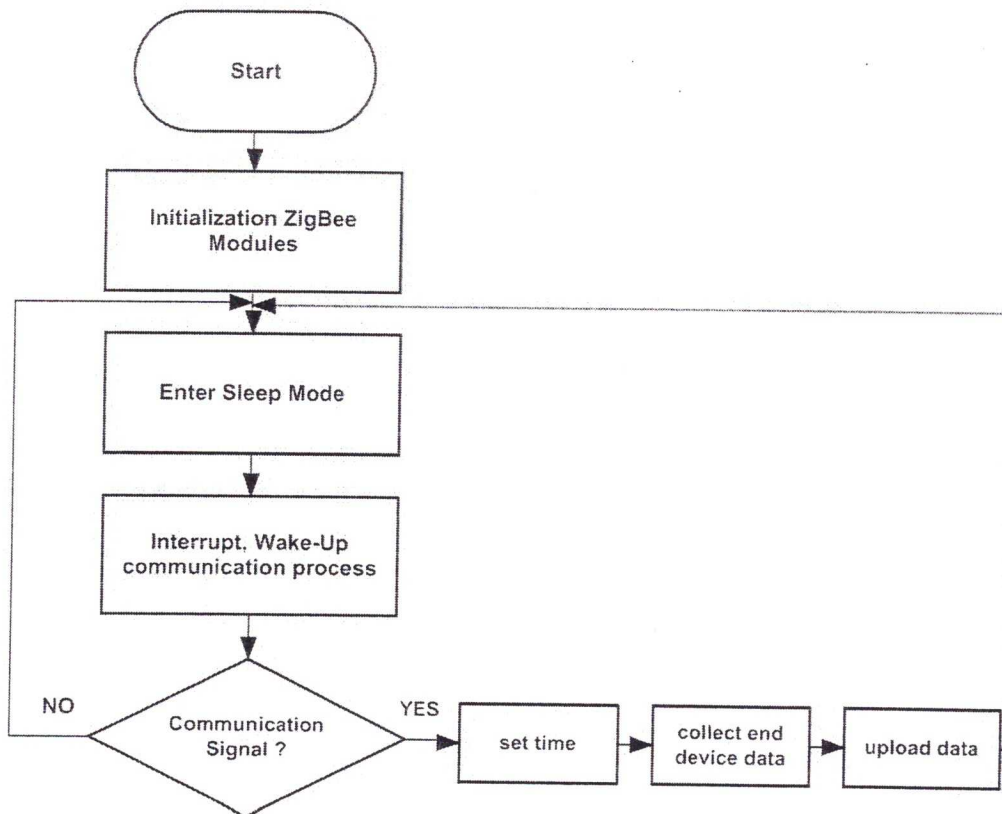 Start
Initialization ZigBee
Modules
Enter Sleep Mode
Interrupt, Wake-Up
communication process
NO
Communication
Signal ?
YES
set time
collect end
device data
upload data